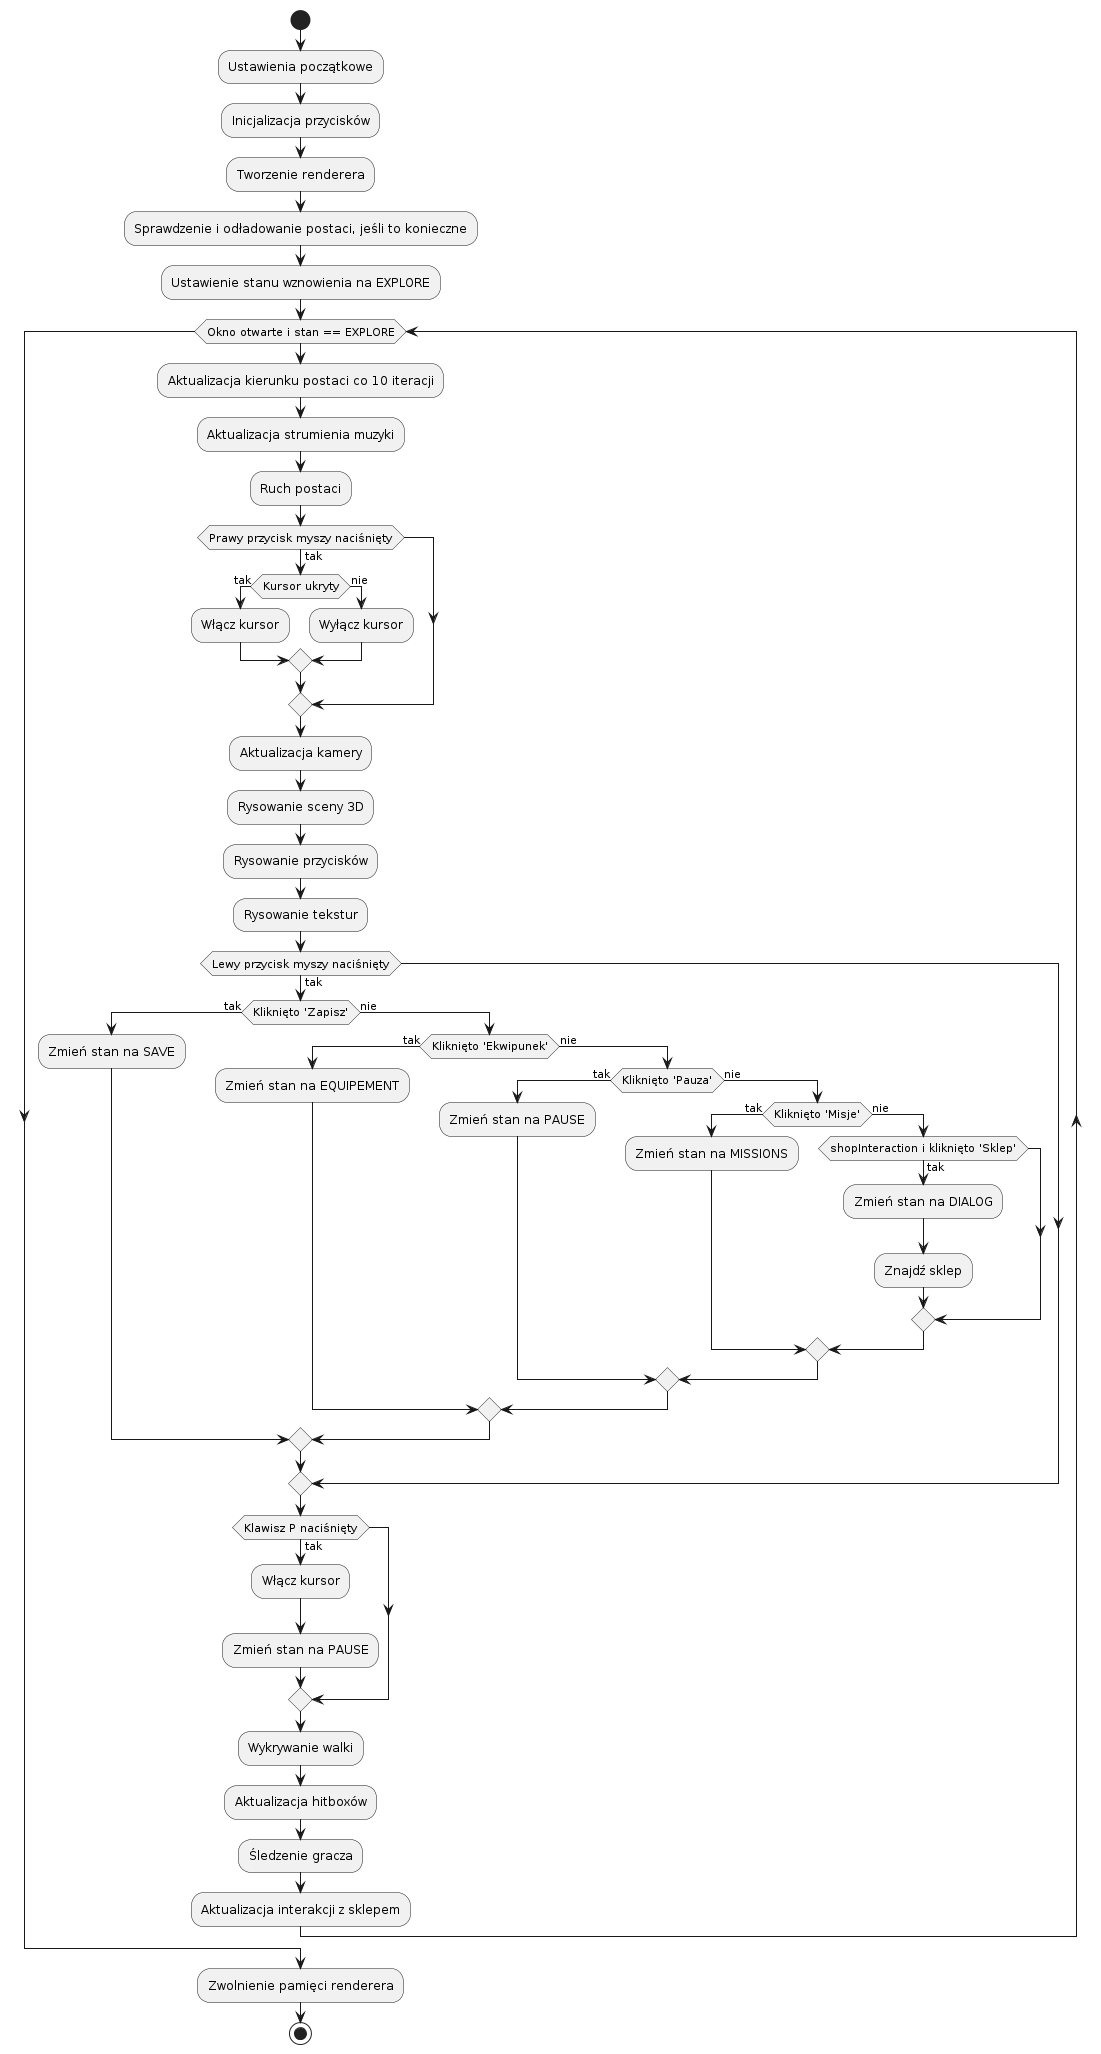 Ustawienia początkowe
Inicjalizacja przycisków
Tworzenie renderera
Sprawdzenie i odładowanie postaci, jeśli to konieczne
Ustawienie stanu wznowienia na EXPLORE
Okno otwarte i stan == EXPLORE
Aktualizacja kierunku postaci co 10 iteracji
Aktualizacja strumienia muzyki
Ruch postaci
Prawy przycisk myszy naciśnięty
tak
tak
Kursor ukryty
nie
Włącz kursor
Wyłącz kursor
Aktualizacja kamery
Rysowanie sceny 3D
Rysowanie przycisków
Rysowanie tekstur
Lewy przycisk myszy naciśnięty
tak
tak
Kliknięto 'Zapisz'
nie
Zmień stan na SAVE
tak
Kliknięto 'Ekwipunek'
nie
Zmień stan na EQUIPEMENT
tak
Kliknięto 'Pauza'
nie
Zmień stan na PAUSE
tak
Kliknięto 'Misje'
nie
Zmień stan na MISSIONS
shopInteraction i kliknięto 'Sklep'
tak
Zmień stan na DIALOG
Znajdź sklep
Klawisz P naciśnięty
tak
Włącz kursor
Zmień stan na PAUSE
Wykrywanie walki
Aktualizacja hitboxów
Śledzenie gracza
Aktualizacja interakcji z sklepem
Zwolnienie pamięci renderera